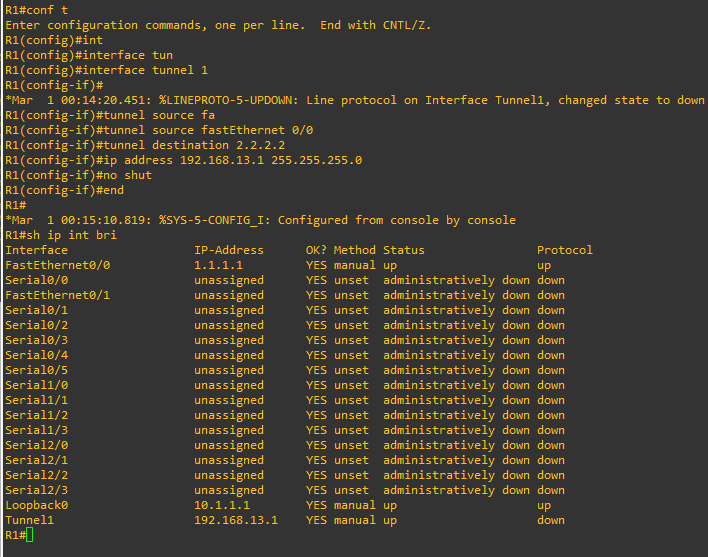 R1#conf t
Enter configuration commands, one per line.  End with CNTL/Z.
R1(config)#int
R1(config)#interface tun
R1(config)#interface tunnel 1
R1(config-if)#
*Mar  1 00:14:20.451: %LINEPROTO-5-UPDOWN: Line protocol on Interface Tunnel1, changed state to down
R1(config-if)#tunnel source fa
R1(config-if)#tunnel source fastEthernet 0/0
R1(config-if)#tunnel destination 2.2.2.2
R1(config-if)#ip address 192.168.13.1 255.255.255.0
R1(config-if)#no shut
R1(config-if)#end
R1#
*Mar  1 00:15:10.819: %SYS-5-CONFIG_I: Configured from console by console
R1#sh ip int bri
Interface                  IP-Address      OK? Method Status                Protocol
FastEthernet0/0            1.1.1.1         YES manual up                    up
Serial0/0                  unassigned      YES unset  administratively down down
FastEthernet0/1            unassigned      YES unset  administratively down down
Serial0/1                  unassigned      YES unset  administratively down down
Serial0/2                  unassigned      YES unset  administratively down down
Serial0/3                  unassigned      YES unset  administratively down down
Serial0/4                  unassigned      YES unset  administratively down down
Serial0/5                  unassigned      YES unset  administratively down down
Serial1/0                  unassigned      YES unset  administratively down down
Serial1/1                  unassigned      YES unset  administratively down down
Serial1/2                  unassigned      YES unset  administratively down down
Serial1/3                  unassigned      YES unset  administratively down down
Serial2/0                  unassigned      YES unset  administratively down down
Serial2/1                  unassigned      YES unset  administratively down down
Serial2/2                  unassigned      YES unset  administratively down down
Serial2/3                  unassigned      YES unset  administratively down down
Loopback0                  10.1.1.1        YES manual up                    up
Tunnel1                    192.168.13.1    YES manual up                    down
R1#